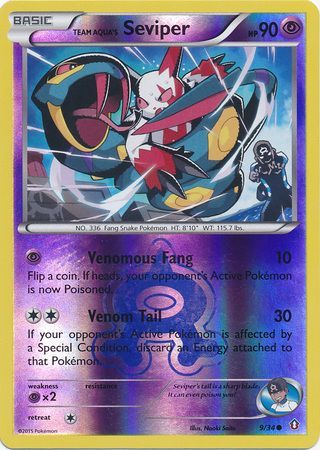 BASIC
TEAM AQUA'S Seviper HP 90
NO. 336 Fang Snake Pokémon HT: 8'10" WT: 115.7 lbs.
Venomous Fang 10
Flip a coin. If heads, your opponent's Active Pokémon
is now Poisoned.
Venom Tail 30
If your opponent's Active Pokémon is affected by
a Special Condition, discard an Energy attached
to that Pokémon.
weakness resistance
×2
Seviper's tail is a sharp blade.
It can even poison you!
retreat
©2015 Pokémon
Illus. Naoki Saito
9/34